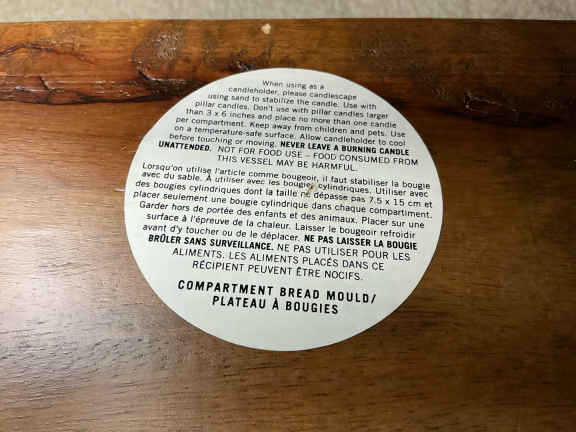 When using as a
candleholder, please candlescape
using sand to stabilize the candle. Use with
pillar candles. Don't use with pillar candles larger
than 3 x 6 inches and place no more than one candle
per compartment. Keep away from children and pets. Use
on a temperature-safe surface. Allow candleholder to cool
before touching or moving. NEVER LEAVE A BURNING CANDLE
UNATTENDED. NOT FOR FOOD USE – FOOD CONSUMED FROM
THIS VESSEL MAY BE HARMFUL.
Lorsqu'on utilise l'article comme bougeoir, il faut stabiliser la bougie
avec du sable. À utiliser avec les bougies cylindriques. Utiliser avec
des bougies cylindriques dont la taille ne dépasse pas 7.5 x 15 cm et
placer seulement une bougie cylindrique dans chaque compartiment.
Garder hors de portée des enfants et des animaux. Placer sur une
surface à l'épreuve de la chaleur. Laisser le bougeoir refroidir
avant d'y toucher ou de le déplacer. NE PAS LAISSER LA BOUGIE
BRÛLER SANS SURVEILLANCE. NE PAS UTILISER POUR LES
ALIMENTS. LES ALIMENTS PLACÉS DANS CE
RÉCIPIENT PEUVENT ÊTRE NOCIFS.
COMPARTMENT BREAD MOULD/
PLATEAU À BOUGIES